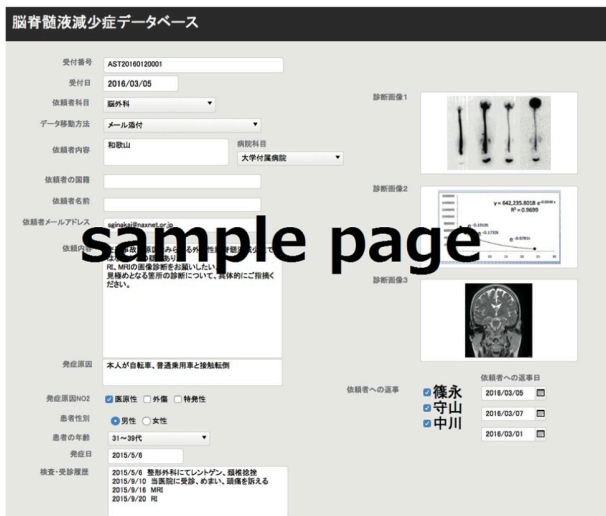 脳脊髄液減少症データベース
受付番号
AST20160120001
受付日
2016/03/05
依頼者科目
脳外科
データ移動方法
メール添付
依頼者内容
和歌山
病院科目
大学付属病院
依頼者の国籍
依頼者名前
依頼者メールアドレス
依頼内容
RI、MRIの画像診断をお願いしたい
見極めとなる箇所の診断について、具体的にご指摘く
ださい。
発症原因
本人が自転車、普通乗用車と接触転倒
発症原因NO2
医原性 外傷 特発性
患者性別
男性 女性
患者の年齢
31〜39代
発症日
2015/5/6
検査・受診履歴
2015/5/6 整形外科にてレントゲン、頚椎捻挫
2015/9/10 当医院に受診、めまい、頭痛を訴える
2015/9/16 MRI
2015/9/20 RI
診断画像1
診断画像2
R² = 0.9699
診断画像3
依頼者への返事
篠永
守山
中川
依頼者への返事日
2016/03/05
2016/03/07
2016/03/01
sample page